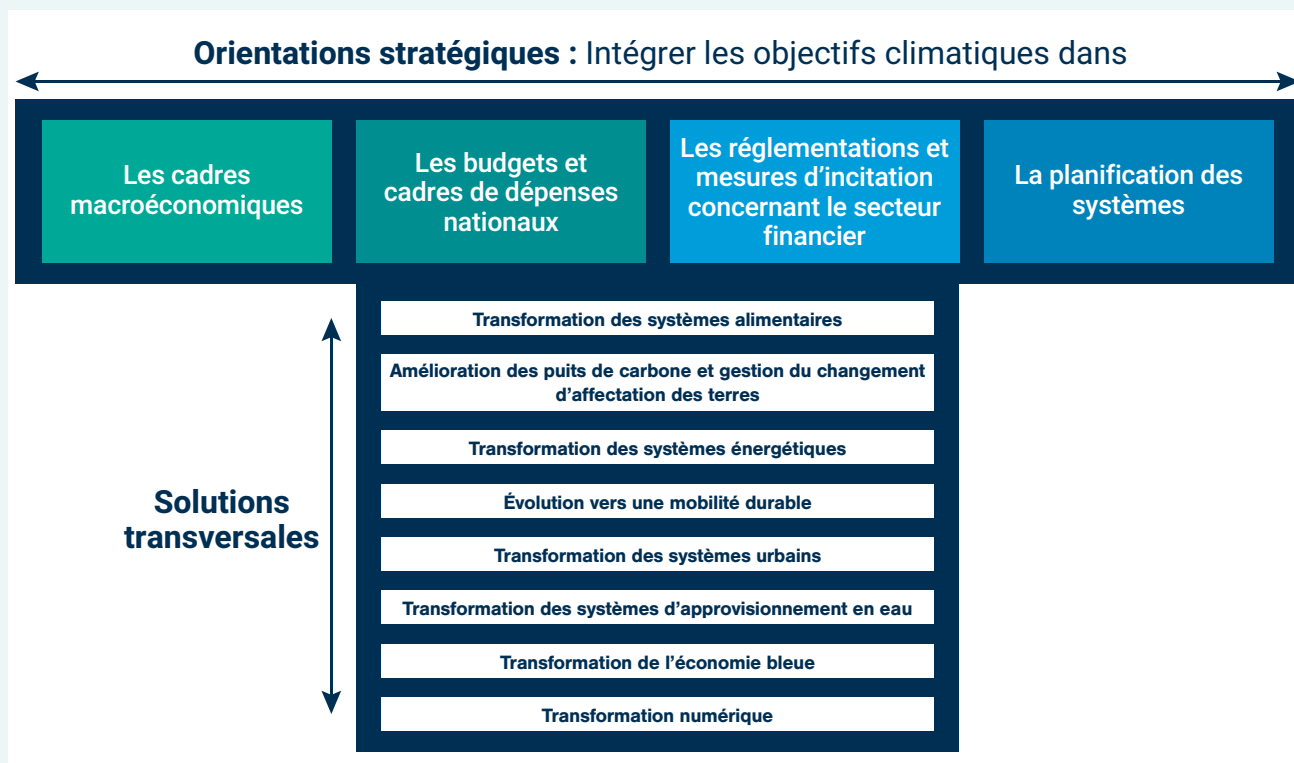 Orientations stratégiques : Intégrer les objectifs climatiques dans
Les cadres
macroéconomiques
Les budgets et
cadres de dépenses
nationaux
Les réglementations et
mesures d’incitation
concernant le secteur
financier
La planification des
systèmes
Solutions
transversales
Transformation des systèmes alimentaires
Amélioration des puits de carbone et gestion du changement
d’affectation des terres
Transformation des systèmes énergétiques
Évolution vers une mobilité durable
Transformation des systèmes urbains
Transformation des systèmes d’approvisionnement en eau
Transformation de l’économie bleue
Transformation numérique